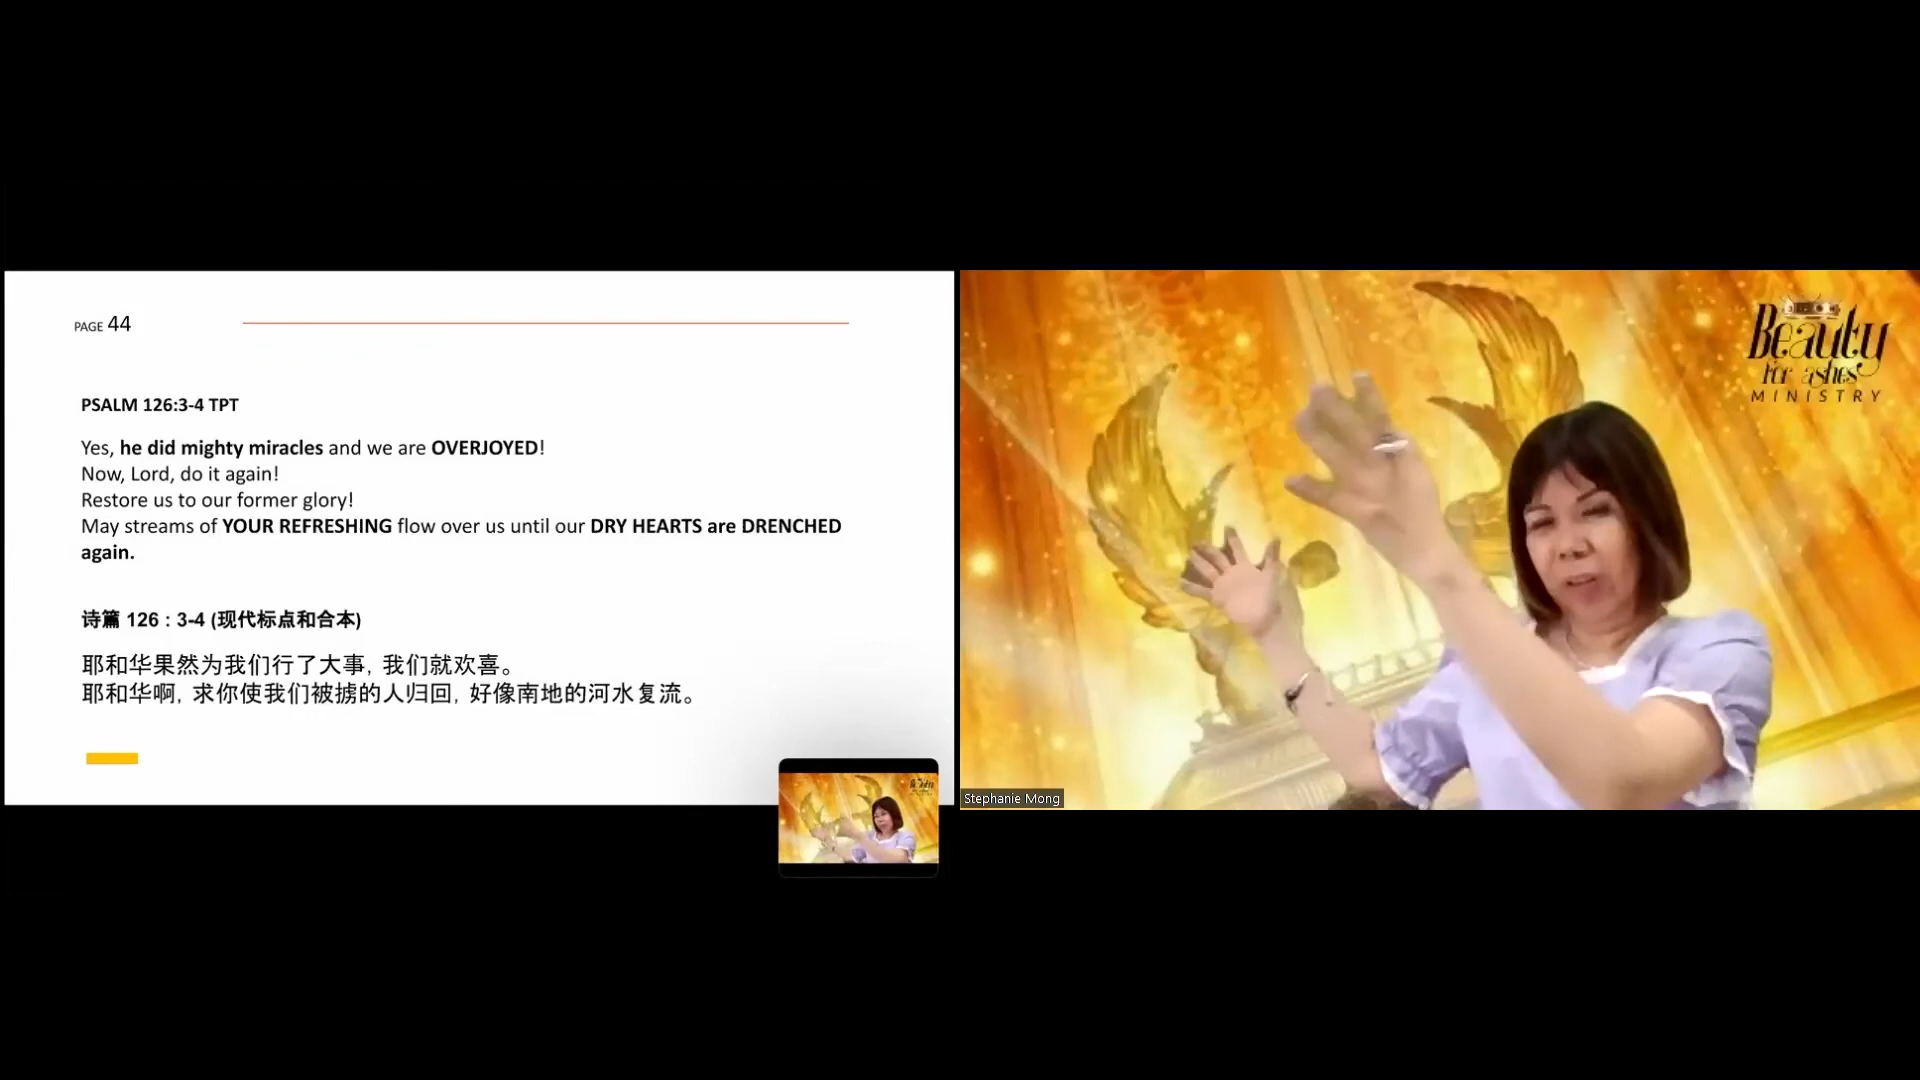 PAGE 44
PSALM 126:3-4 TPT
Yes, he did mighty miracles and we are OVERJOYED!
Now, Lord, do it again!
Restore us to our former glory!
May streams of YOUR REFRESHING flow over us until our DRY HEARTS are DRENCHED
again.
诗篇 126 : 3-4 (现代标点和合本)
耶和华果然为我们行了大事, 我们就欢喜。
耶和华啊, 求你使我们被掳的人归回, 好像南地的河水复流。
Beauty
For ashes
MINISTRY
Stephanie Mong